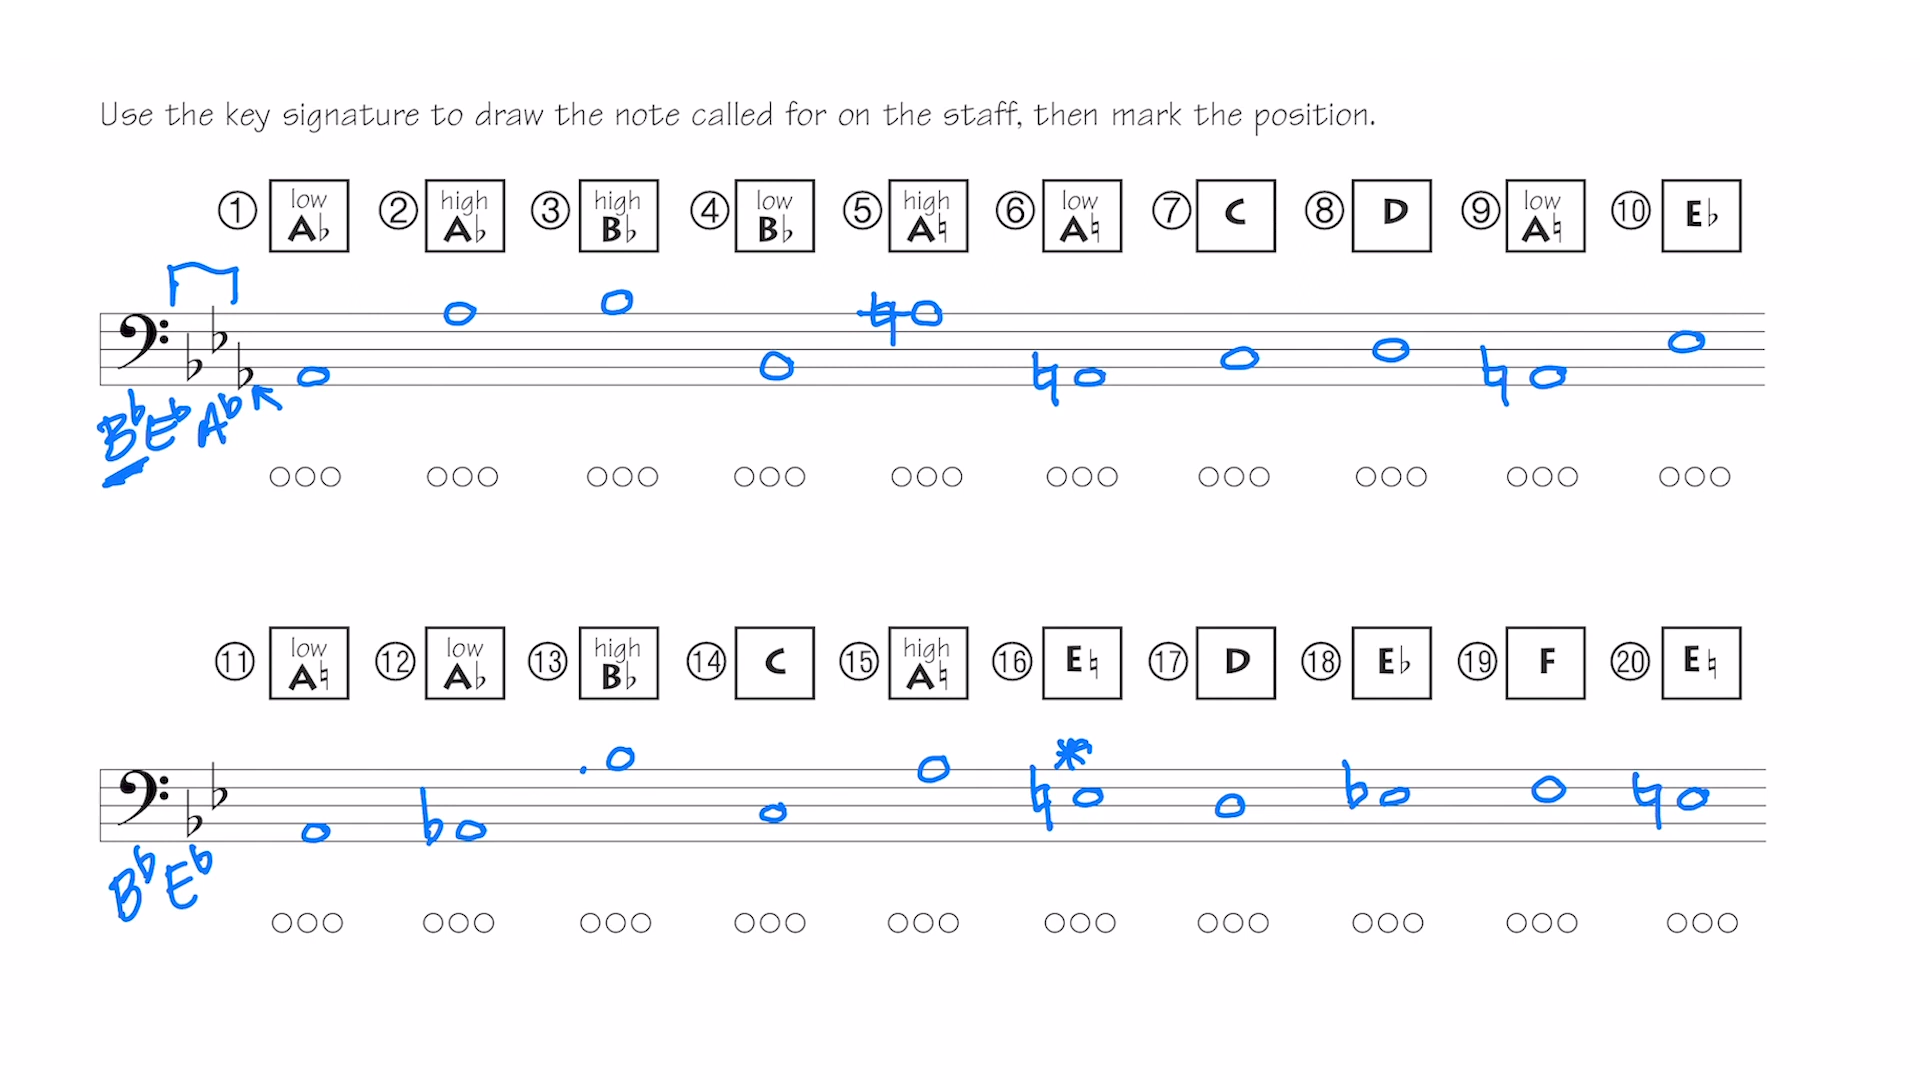 Use the key signature to draw the note called for on the staff, then mark the position.
① low A♭ ② high A♭ ③ high B♭ ④ low B♭ ⑤ high A♮ ⑥ low A♮ ⑦ C ⑧ D ⑨ low A♮ ⑩ E♭
B♭ E♭ A♭
⑪ low A♮ ⑫ low A♭ ⑬ high B♭ ⑭ C ⑮ high A♮ ⑯ E♮ ⑰ D ⑱ E♭ ⑲ F ⑳ E♮
B♭ E♭